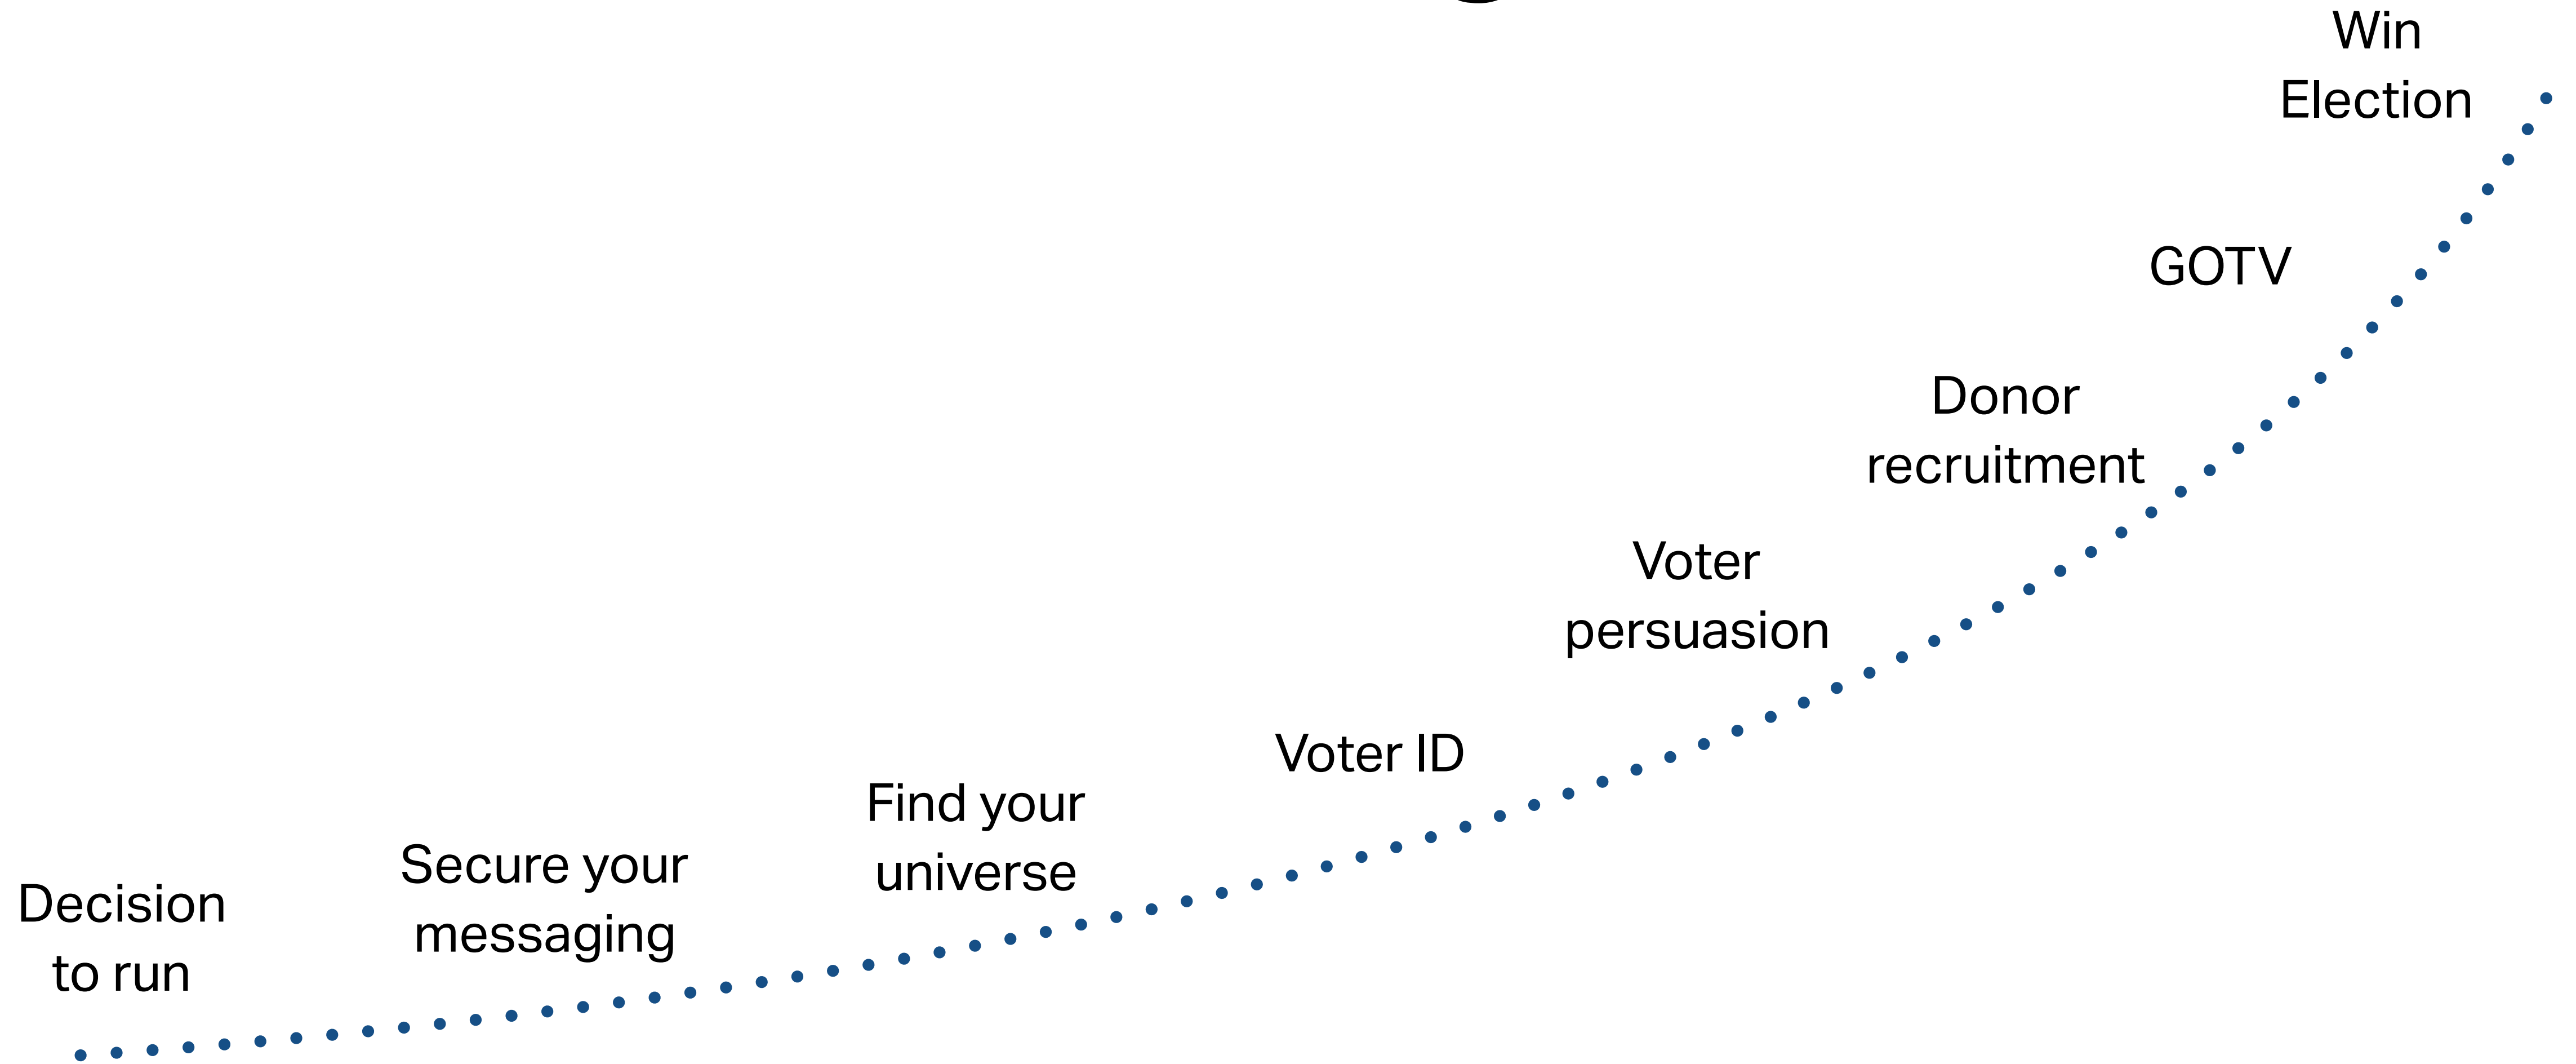 Decision
to run
Secure your
messaging
Find your
universe
Voter ID
Voter
persuasion
Donor
recruitment
GOTV
Win
Election